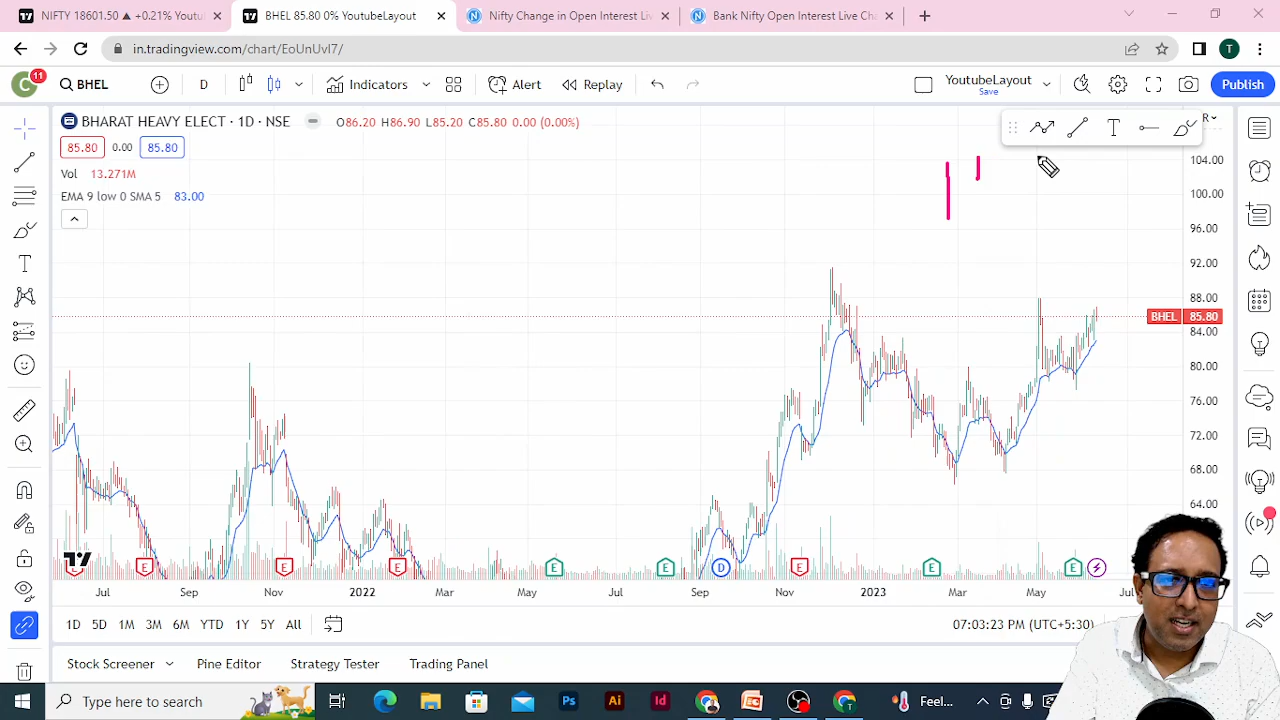 NIFTY 18601.50 ▲ +0.21% Youtub
BHEL 85.80 0% YoutubeLayout
Nifty Change in Open Interest Live
Bank Nifty Open Interest Live Cha
in.tradingview.com/chart/EoUnUvI7/
T
C 11
BHEL
D
Indicators
Alert
Replay
YoutubeLayout
Save
Publish
BHARAT HEAVY ELECT · 1D · NSE
O86.20 H86.90 L85.20 C85.80 0.00 (0.00%)
85.80 0.00 85.80
Vol 13.271M
EMA 9 low 0 SMA 5 83.00
T
R
104.00
100.00
96.00
92.00
88.00
BHEL 85.80
84.00
80.00
76.00
72.00
68.00
64.00
E E E E E D E E E
Jul Sep Nov 2022 Mar May Jul Sep Nov 2023 Mar May Jul
1D 5D 1M 3M 6M YTD 1Y 5Y All
07:03:23 PM (UTC+5:30)
Stock Screener Pine Editor Strategy Tester Trading Panel
Type here to search
Ps Ai Id
T
Feel...